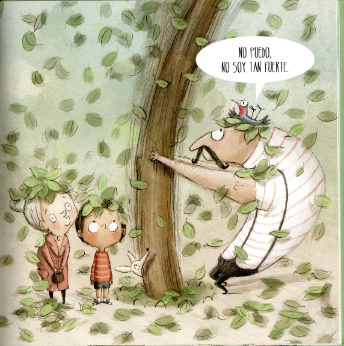 NO PUEDO,
NO SOY TAN FUERTE.